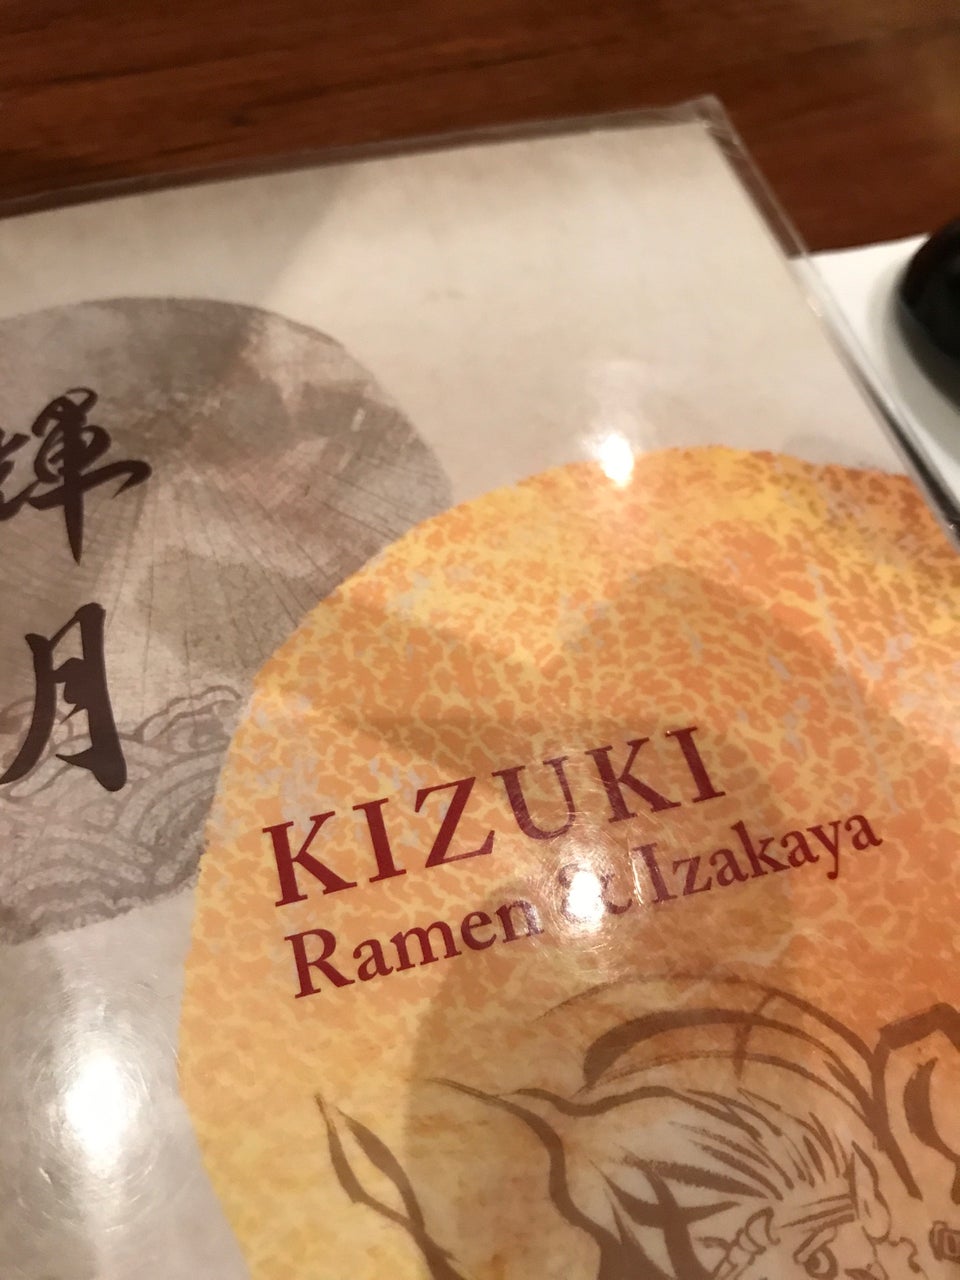 輝月
KIZUKI
Ramen & Izakaya